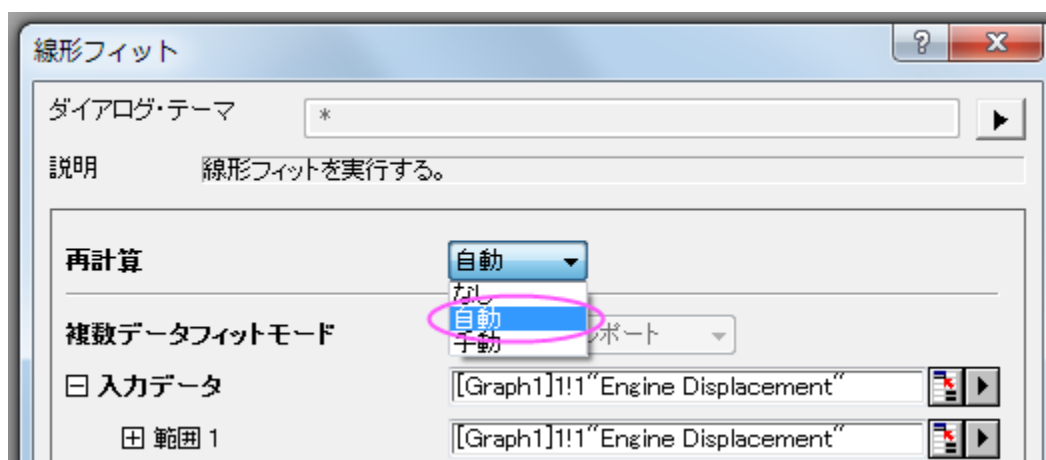 線形フィット
ダイアログ・テーマ *
説明 線形フィットを実行する。
再計算 自動
なし
自動
手動
複数データフィットモード ポート
入力データ [Graph1]1!1"Engine Displacement"
範囲 1 [Graph1]1!1"Engine Displacement"